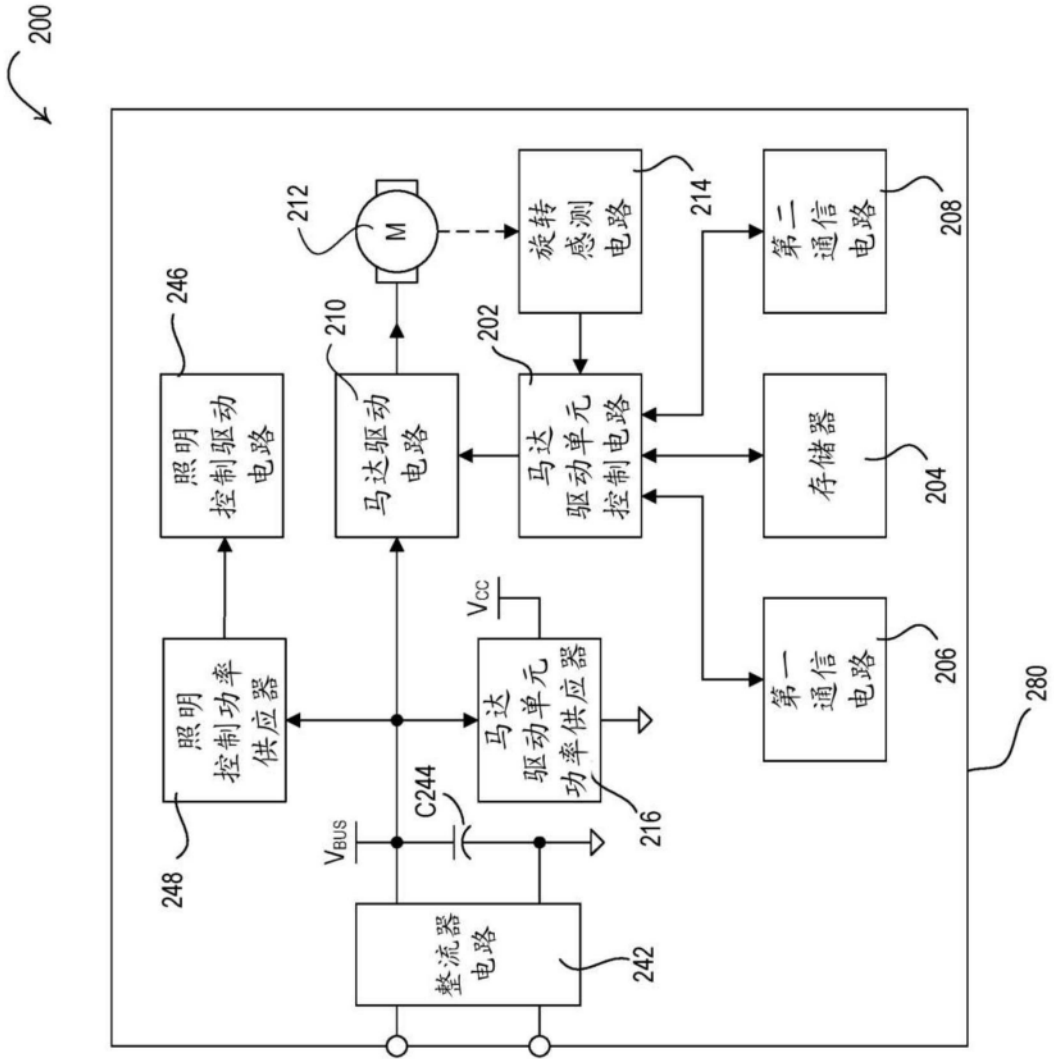 200
照明
控制功率
供应器
248
照明
控制驱动
电路
246
VBUS
C244
整流器
电路
242
马达
驱动单元
功率供应器
216
VCC
马达驱动
电路
210
M
212
马达
驱动单元
控制电路
202
旋转
感测
电路
214
第一
通信
电路
206
存储器
204
第二
通信
电路
208
280